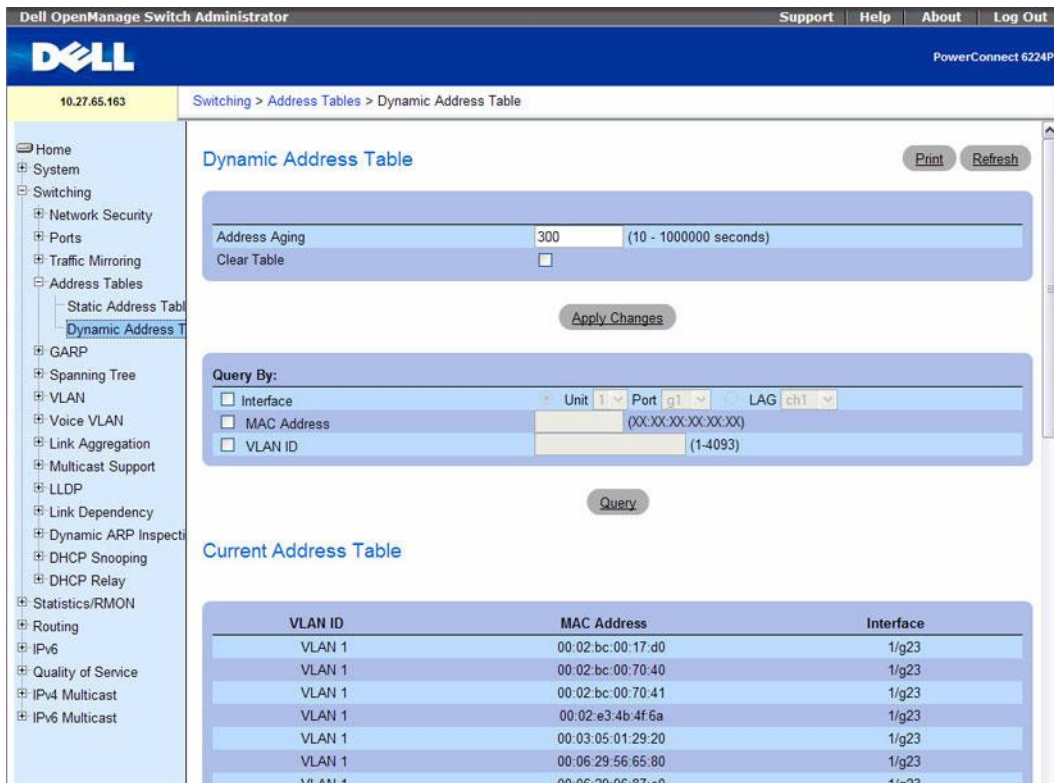 Dell OpenManage Switch Administrator
Support Help About Log Out
DELL
PowerConnect 6224P
10.27.65.163
Switching > Address Tables > Dynamic Address Table
Home
System
Switching
Network Security
Ports
Traffic Mirroring
Address Tables
Static Address Tabl
Dynamic Address T
GARP
Spanning Tree
VLAN
Voice VLAN
Link Aggregation
Multicast Support
LLDP
Link Dependency
Dynamic ARP Inspecti
DHCP Snooping
DHCP Relay
Statistics/RMON
Routing
IPv6
Quality of Service
IPv4 Multicast
IPv6 Multicast
Dynamic Address Table
Print Refresh
Address Aging 300 (10 - 1000000 seconds)
Clear Table
Apply Changes
Query By:
Interface Unit 1 Port g1 LAG ch1
MAC Address (XX:XX:XX:XX:XX:XX)
VLAN ID (1-4093)
Query
Current Address Table
VLAN ID MAC Address Interface
VLAN 1 00:02:bc:00:17:d0 1/g23
VLAN 1 00:02:bc:00:70:40 1/g23
VLAN 1 00:02:bc:00:70:41 1/g23
VLAN 1 00:02:e3:4b:4f:6a 1/g23
VLAN 1 00:03:05:01:29:20 1/g23
VLAN 1 00:06:29:56:65:80 1/g23
VLAN 1 1/g23